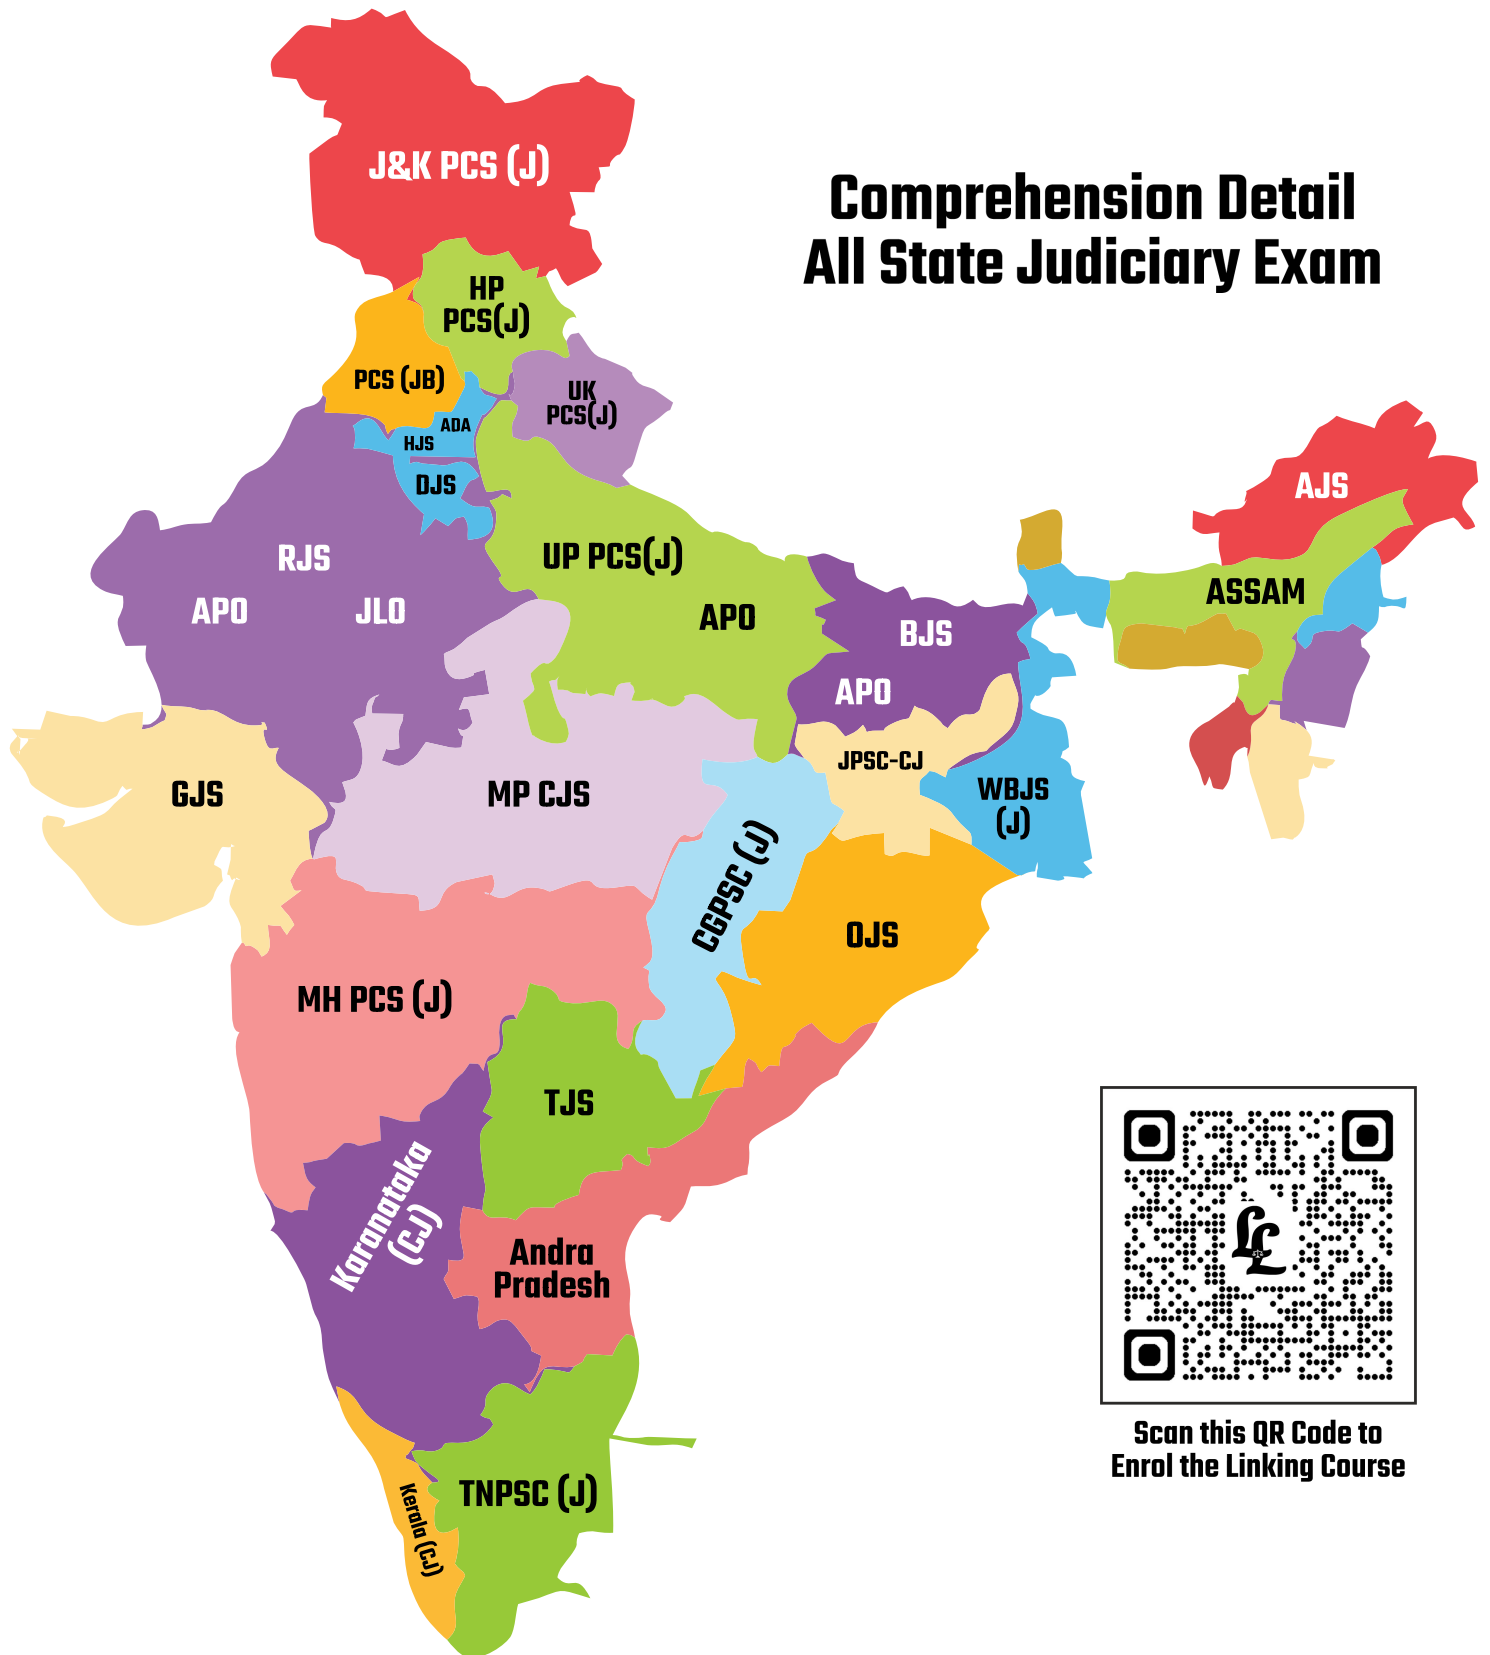 J&K PCS (J)
Comprehension Detail
All State Judiciary Exam
HP
PCS(J)
PCS (JB)
UK
PCS(J)
ADA
HJS
DJS
AJS
RJS
UP PCS(J)
APO
JLO
APO
ASSAM
BJS
APO
JPSC-CJ
GJS
MP CJS
WBJS
(J)
CGPSC (J)
OJS
MH PCS (J)
TJS
Karanataka
(CJ)
Andra
Pradesh
Scan this QR Code to
Enrol the Linking Course
TNPSC (J)
Kerala (CJ)